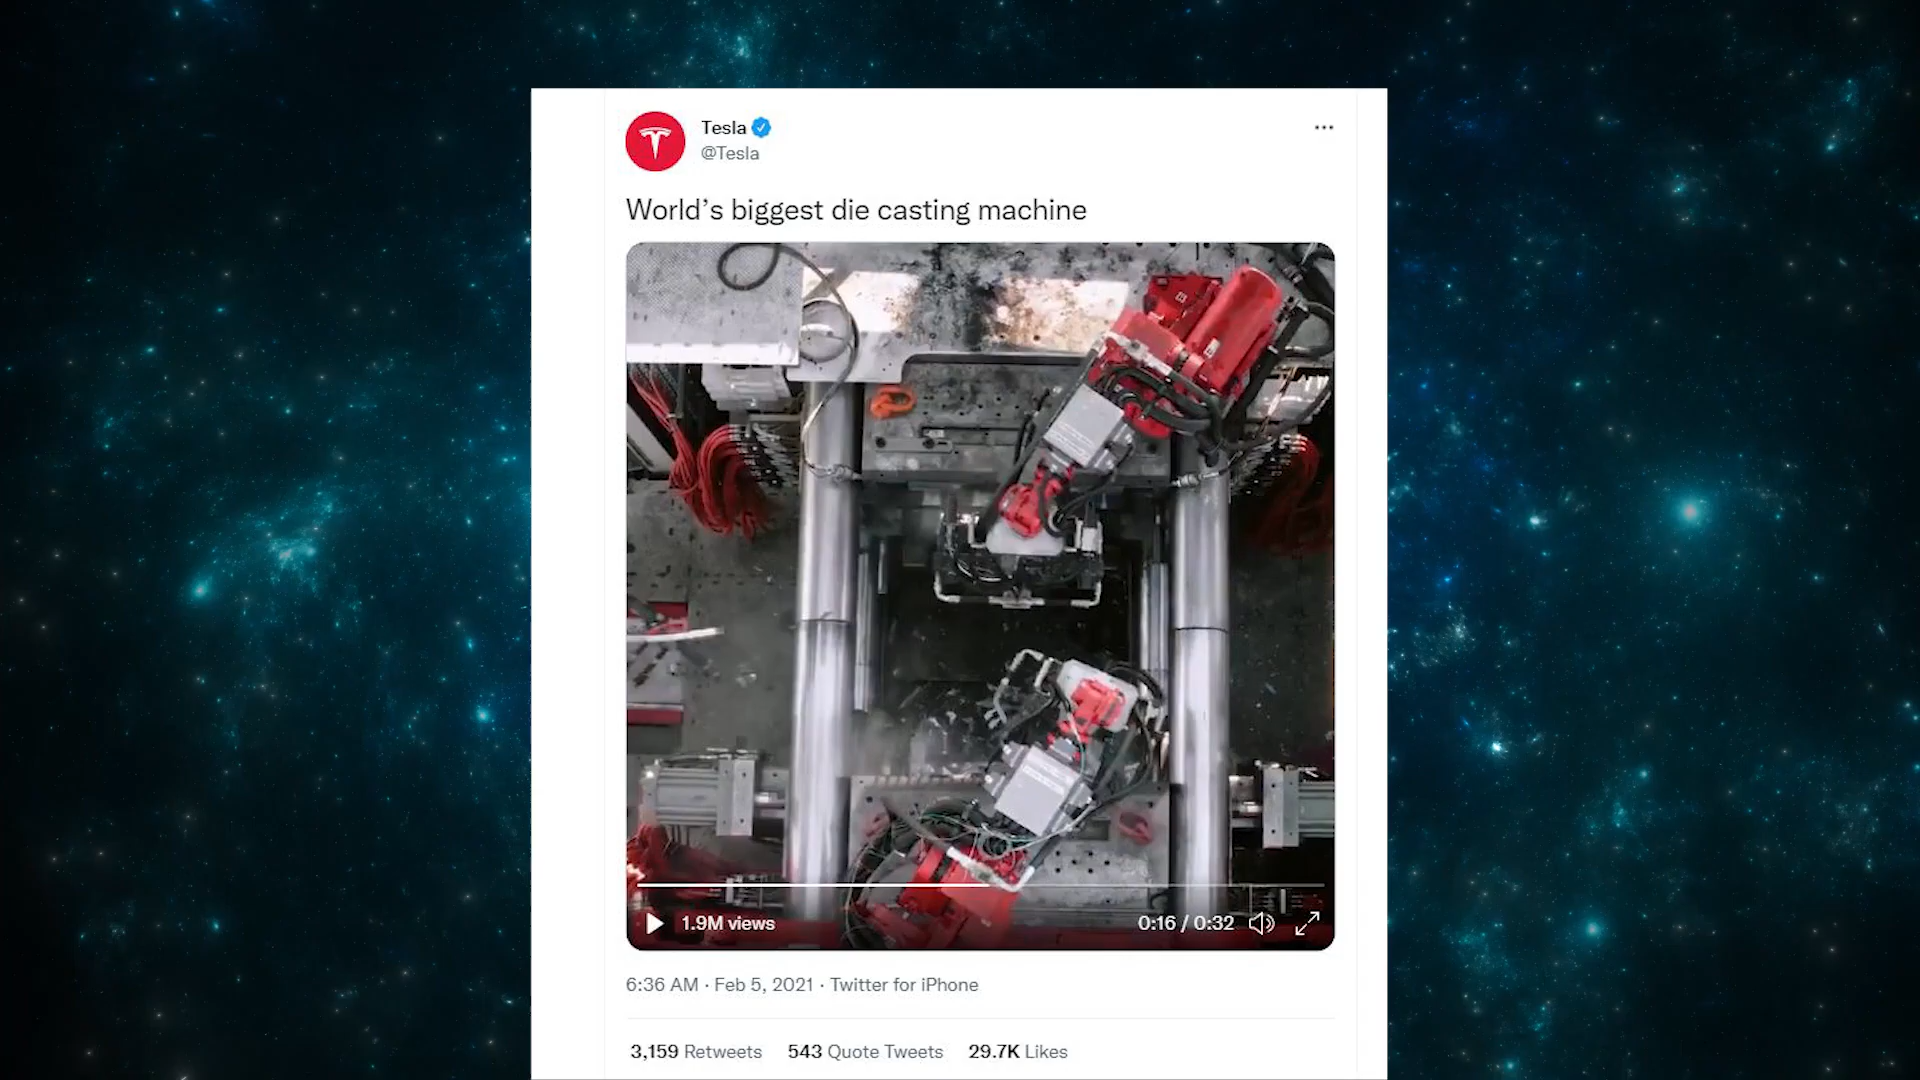 Tesla
@Tesla
World’s biggest die casting machine
1.9M views 0:16 / 0:32
6:36 AM · Feb 5, 2021 · Twitter for iPhone
3,159 Retweets 543 Quote Tweets 29.7K Likes